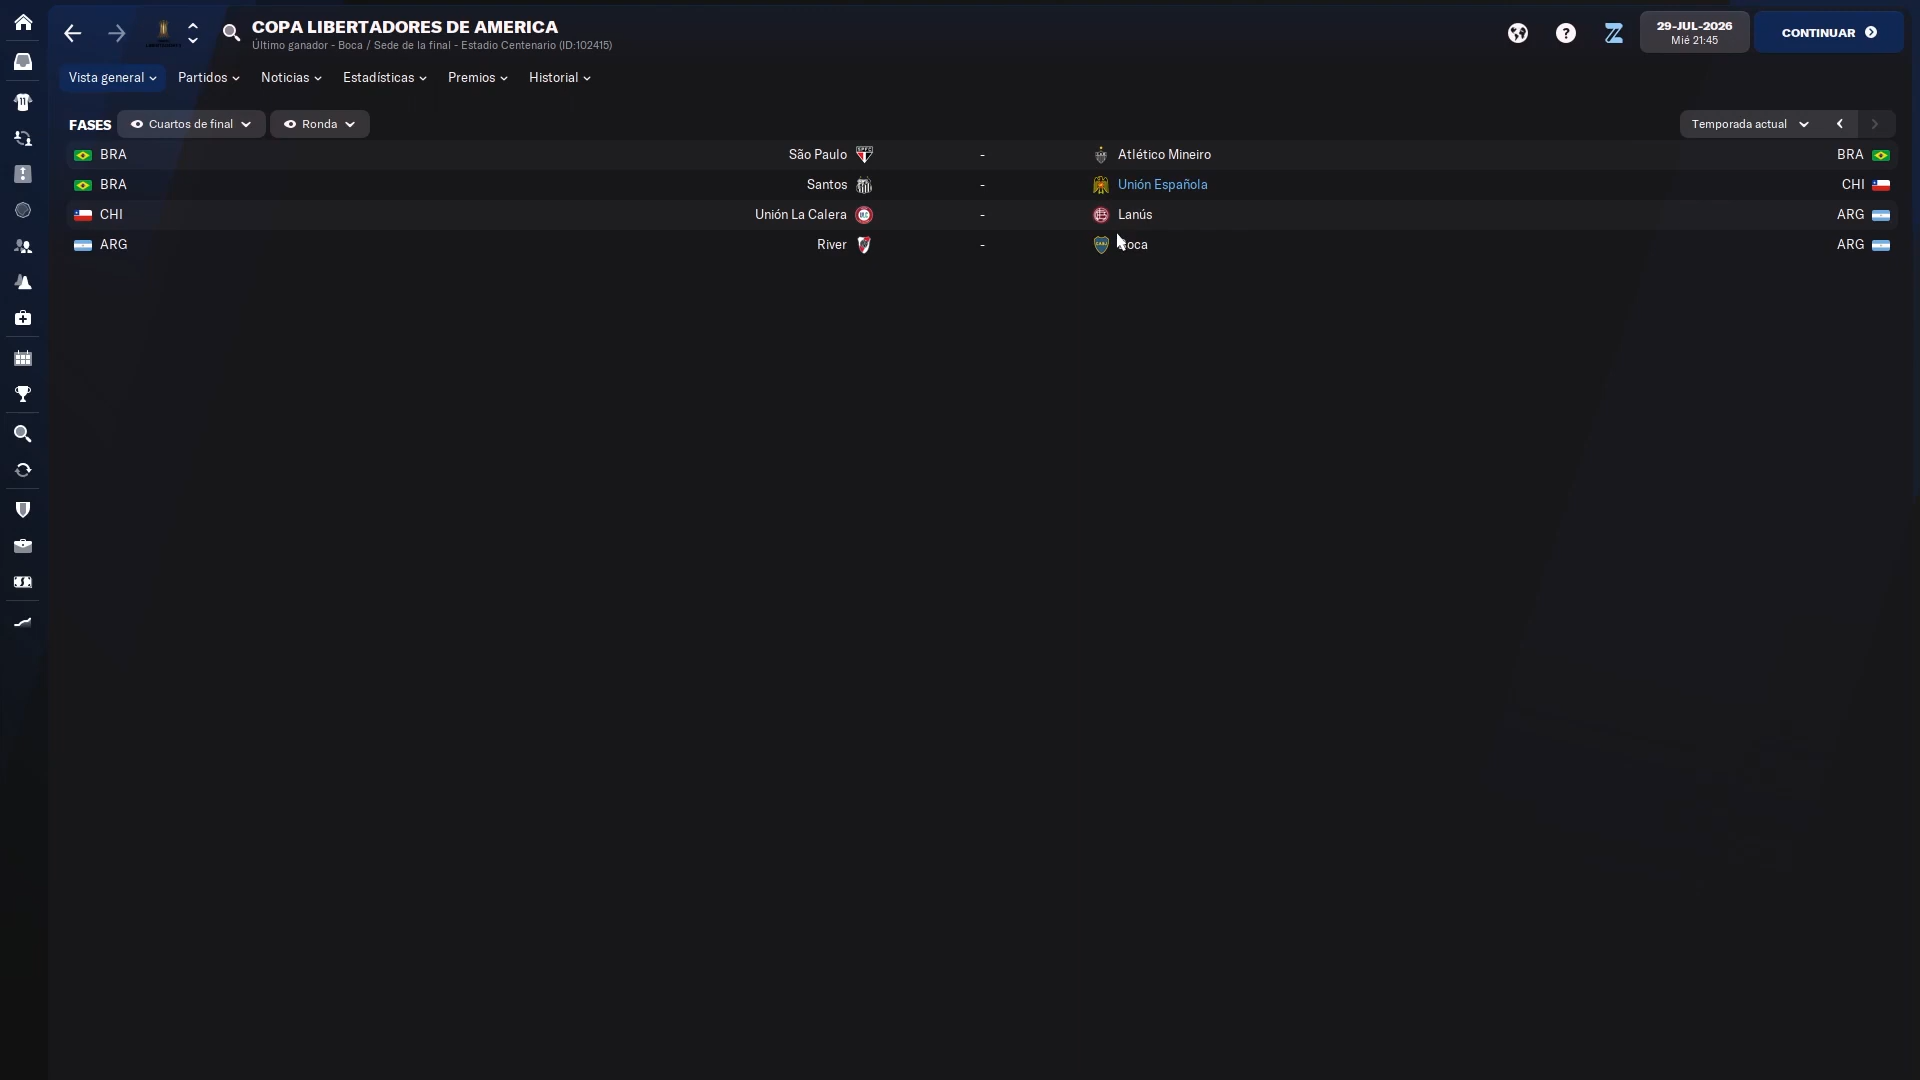 COPA LIBERTADORES DE AMERICA
Último ganador - Boca / Sede de la final - Estadio Centenario (ID:102415)
29-JUL-2026
Mié 21:45
CONTINUAR
Vista general
Partidos
Noticias
Estadísticas
Premios
Historial
FASES
Cuartos de final
Ronda
Temporada actual
BRA São Paulo - Atlético Mineiro BRA
BRA Santos - Unión Española CHI
CHI Unión La Calera - Lanús ARG
ARG River - Boca ARG